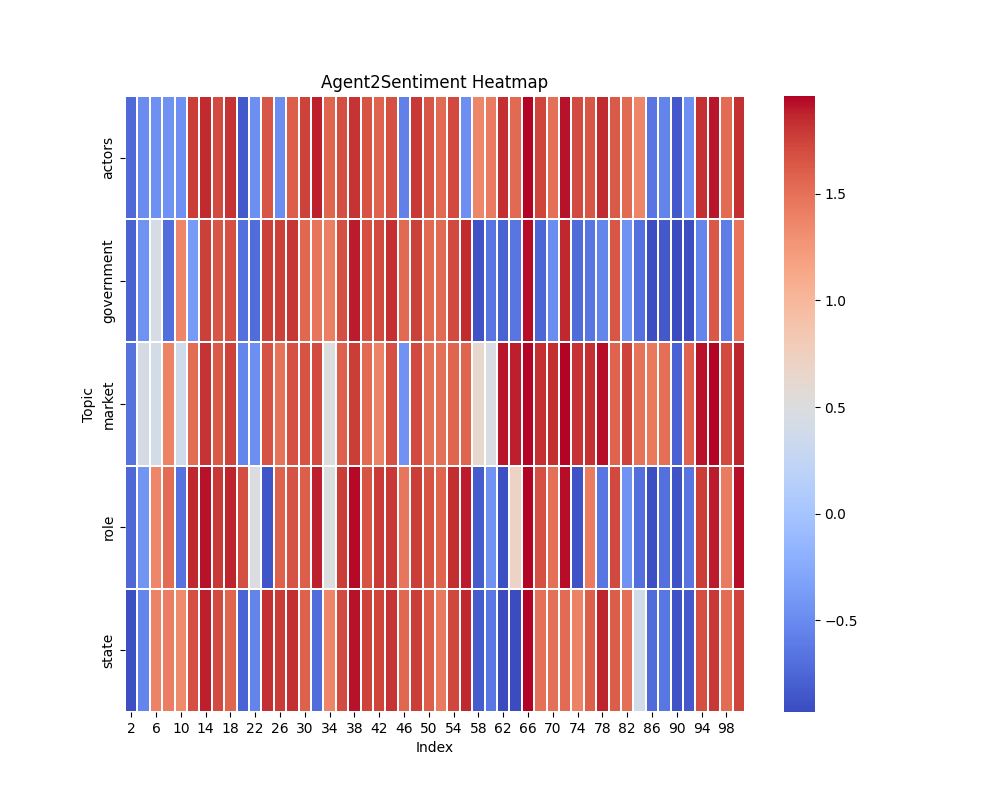 Agent2Sentiment Heatmap
Topic
actors
government
market
role
state
2 6 10 14 18 22 26 30 34 38 42 46 50 54 58 62 66 70 74 78 82 86 90 94 98
Index
1.5
1.0
0.5
0.0
−0.5